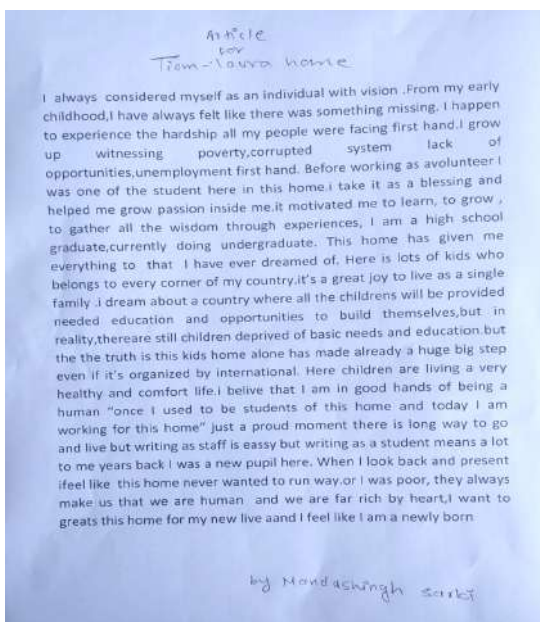 Article
for
Tiom-laura home
I always considered myself as an individual with vision .From my early
childhood,I have always felt like there was something missing. I happen
to experience the hardship all my people were facing first hand.I grow
up witnessing poverty,corrupted system lack of
opportunities,unemployment first hand. Before working as avolunteer I
was one of the student here in this home.i take it as a blessing and
helped me grow passion inside me.it motivated me to learn, to grow ,
to gather all the wisdom through experiences, I am a high school
graduate,currently doing undergraduate. This home has given me
everything to that I have ever dreamed of. Here is lots of kids who
belongs to every corner of my country.it's a great joy to live as a single
family .i dream about a country where all the childrens will be provided
needed education and opportunities to build themselves,but in
reality,thereare still children deprived of basic needs and education.but
the the truth is this kids home alone has made already a huge big step
even if it's organized by international. Here children are living a very
healthy and comfort life.i belive that I am in good hands of being a
human "once I used to be students of this home and today I am
working for this home" just a proud moment there is long way to go
and live but writing as staff is eassy but writing as a student means a lot
to me years back I was a new pupil here. When I look back and present
ifeel like this home never wanted to run way.or I was poor, they always
make us that we are human and we are far rich by heart,I want to
greats this home for my new live aand I feel like I am a newly born
by Mandashingh sarki